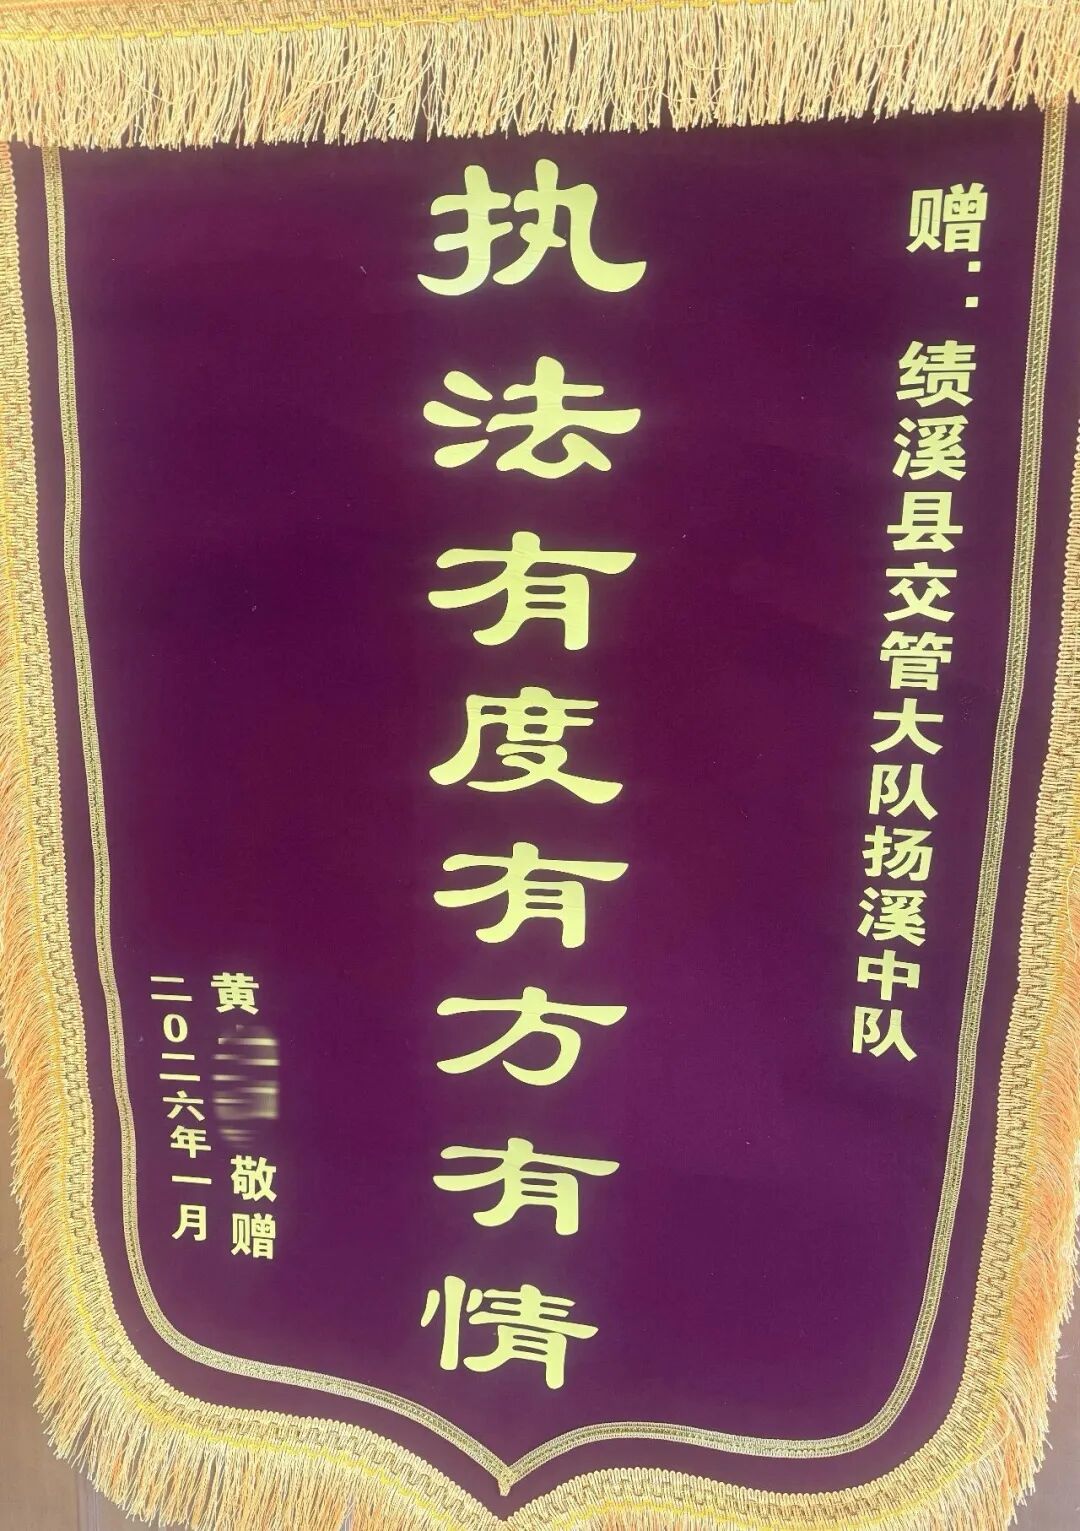 赠：绩溪县交管大队扬溪中队
执法有度有方有情
黄 敬赠
二0二六年一月